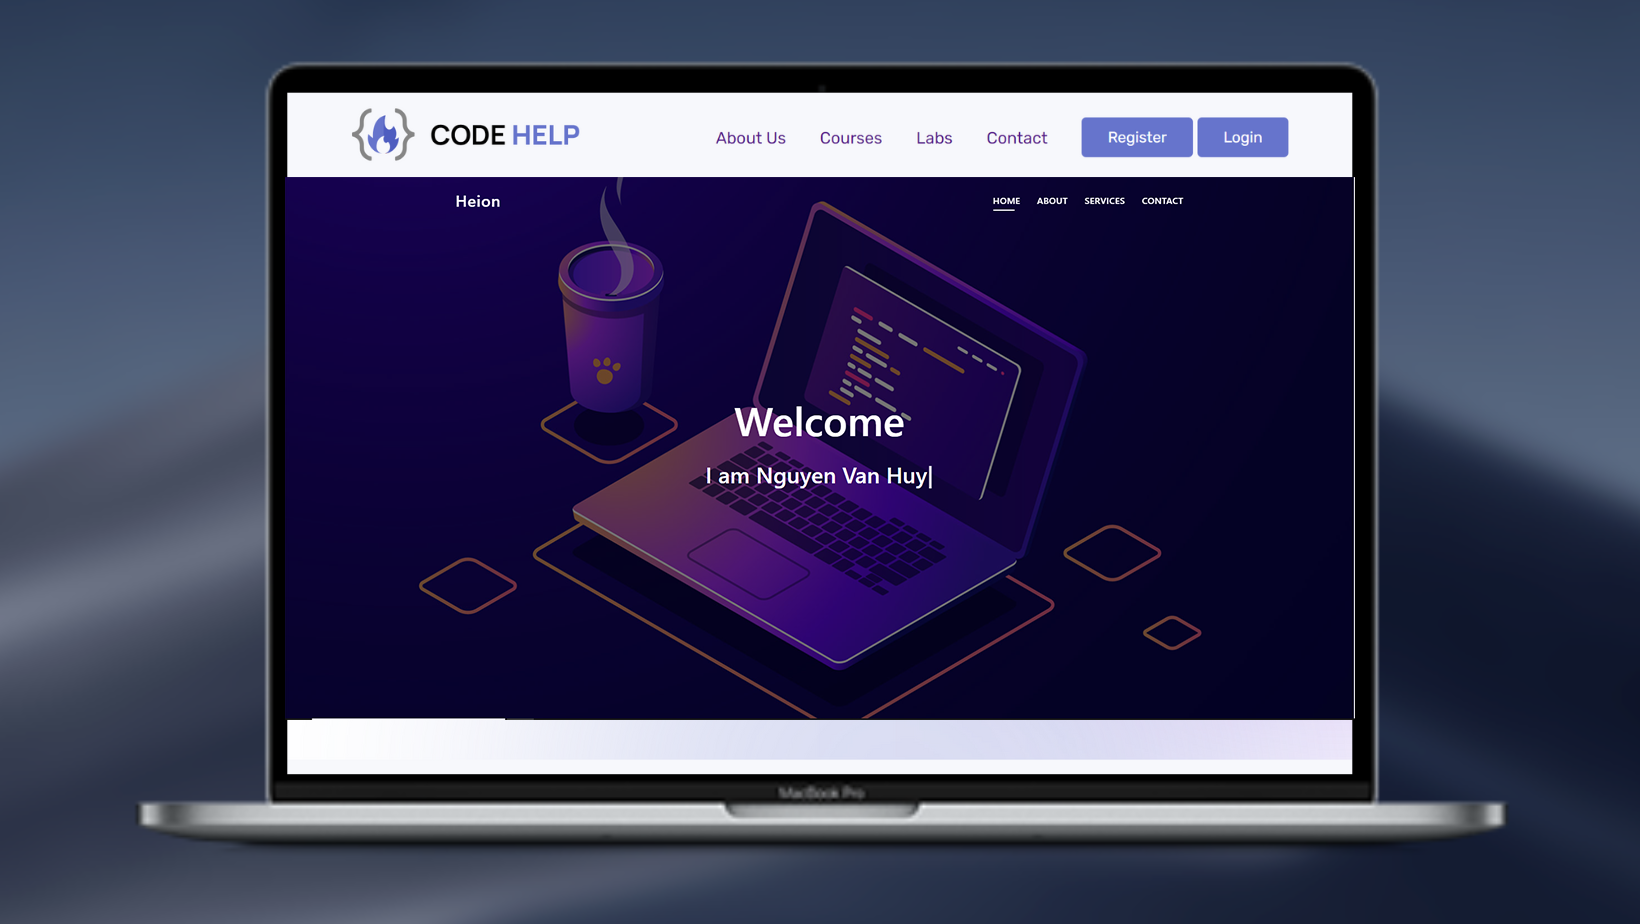 CODE HELP
About Us
Courses
Labs
Contact
Register
Login
Heion
HOME
ABOUT
SERVICES
CONTACT
Welcome
I am Nguyen Van Huy|
MacBook Pro